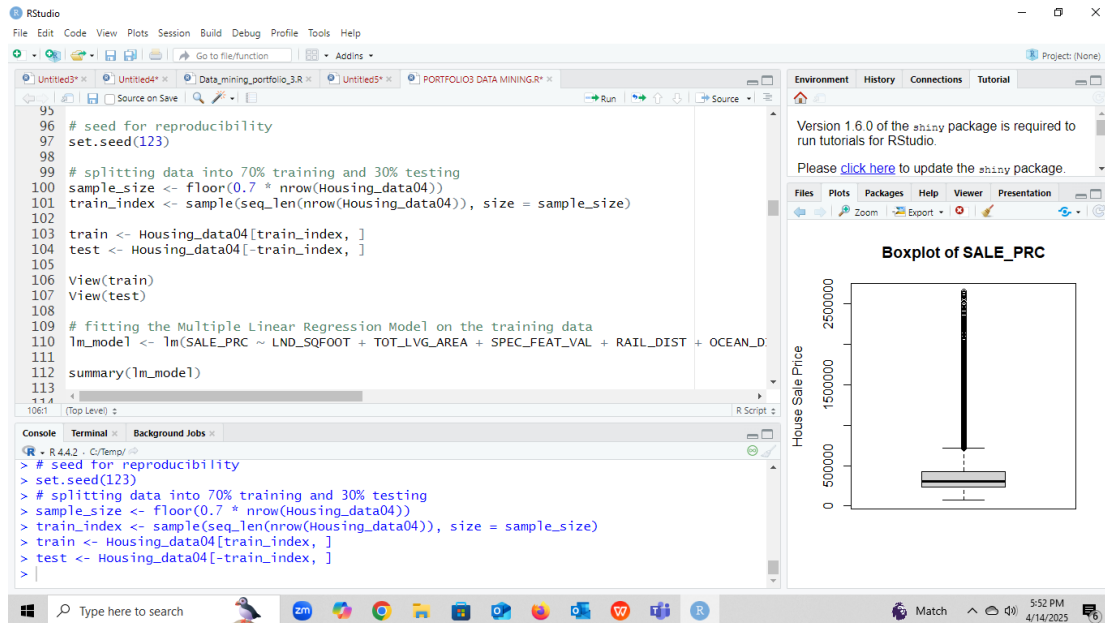 RStudio
File Edit Code View Plots Session Build Debug Profile Tools Help
Go to file/function Addins Project: (None)
Untitled3* Untitled4* Data_mining_portfolio_3.R Untitled5* PORTFOLIO3 DATA MINING.R*
Source on Save Run Source
95
96 # seed for reproducibility
97 set.seed(123)
98
99 # splitting data into 70% training and 30% testing
100 sample_size <- floor(0.7 * nrow(Housing_data04))
101 train_index <- sample(seq_len(nrow(Housing_data04)), size = sample_size)
102
103 train <- Housing_data04[train_index, ]
104 test <- Housing_data04[-train_index, ]
105
106 View(train)
107 View(test)
108
109 # fitting the Multiple Linear Regression Model on the training data
110 lm_model <- lm(SALE_PRC ~ LND_SQFOOT + TOT_LVG_AREA + SPEC_FEAT_VAL + RAIL_DIST + OCEAN_D
111
112 summary(lm_model)
113
114
106:1 (Top Level) R Script
Console Terminal Background Jobs
R 4.4.2 · C:/Temp/
> # seed for reproducibility
> set.seed(123)
> # splitting data into 70% training and 30% testing
> sample_size <- floor(0.7 * nrow(Housing_data04))
> train_index <- sample(seq_len(nrow(Housing_data04)), size = sample_size)
> train <- Housing_data04[train_index, ]
> test <- Housing_data04[-train_index, ]
>
Environment History Connections Tutorial
Version 1.6.0 of the shiny package is required to
run tutorials for RStudio.
Please click here to update the shiny package.
Files Plots Packages Help Viewer Presentation
Zoom Export
Boxplot of SALE_PRC
House Sale Price
2500000
1500000
500000
0
Type here to search
zm
W
R
Match
5:52 PM
4/14/2025
6